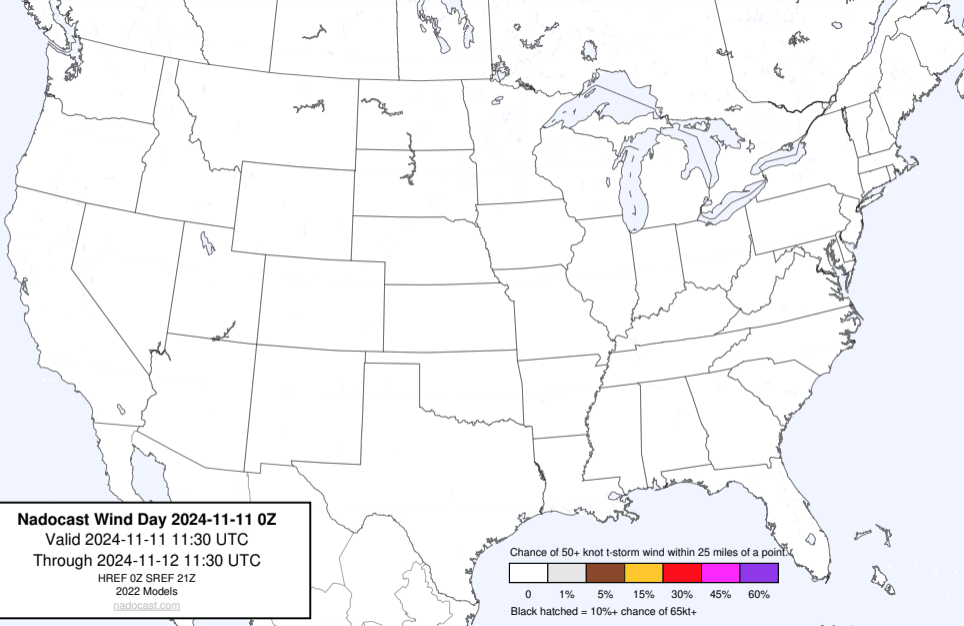 Nadocast Wind Day 2024-11-11 0Z
Valid 2024-11-11 11:30 UTC
Through 2024-11-12 11:30 UTC
HREF 0Z SREF 21Z
2022 Models
nadocast.com
Chance of 50+ knot t-storm wind within 25 miles of a point.
0 1% 5% 15% 30% 45% 60%
Black hatched = 10%+ chance of 65kt+